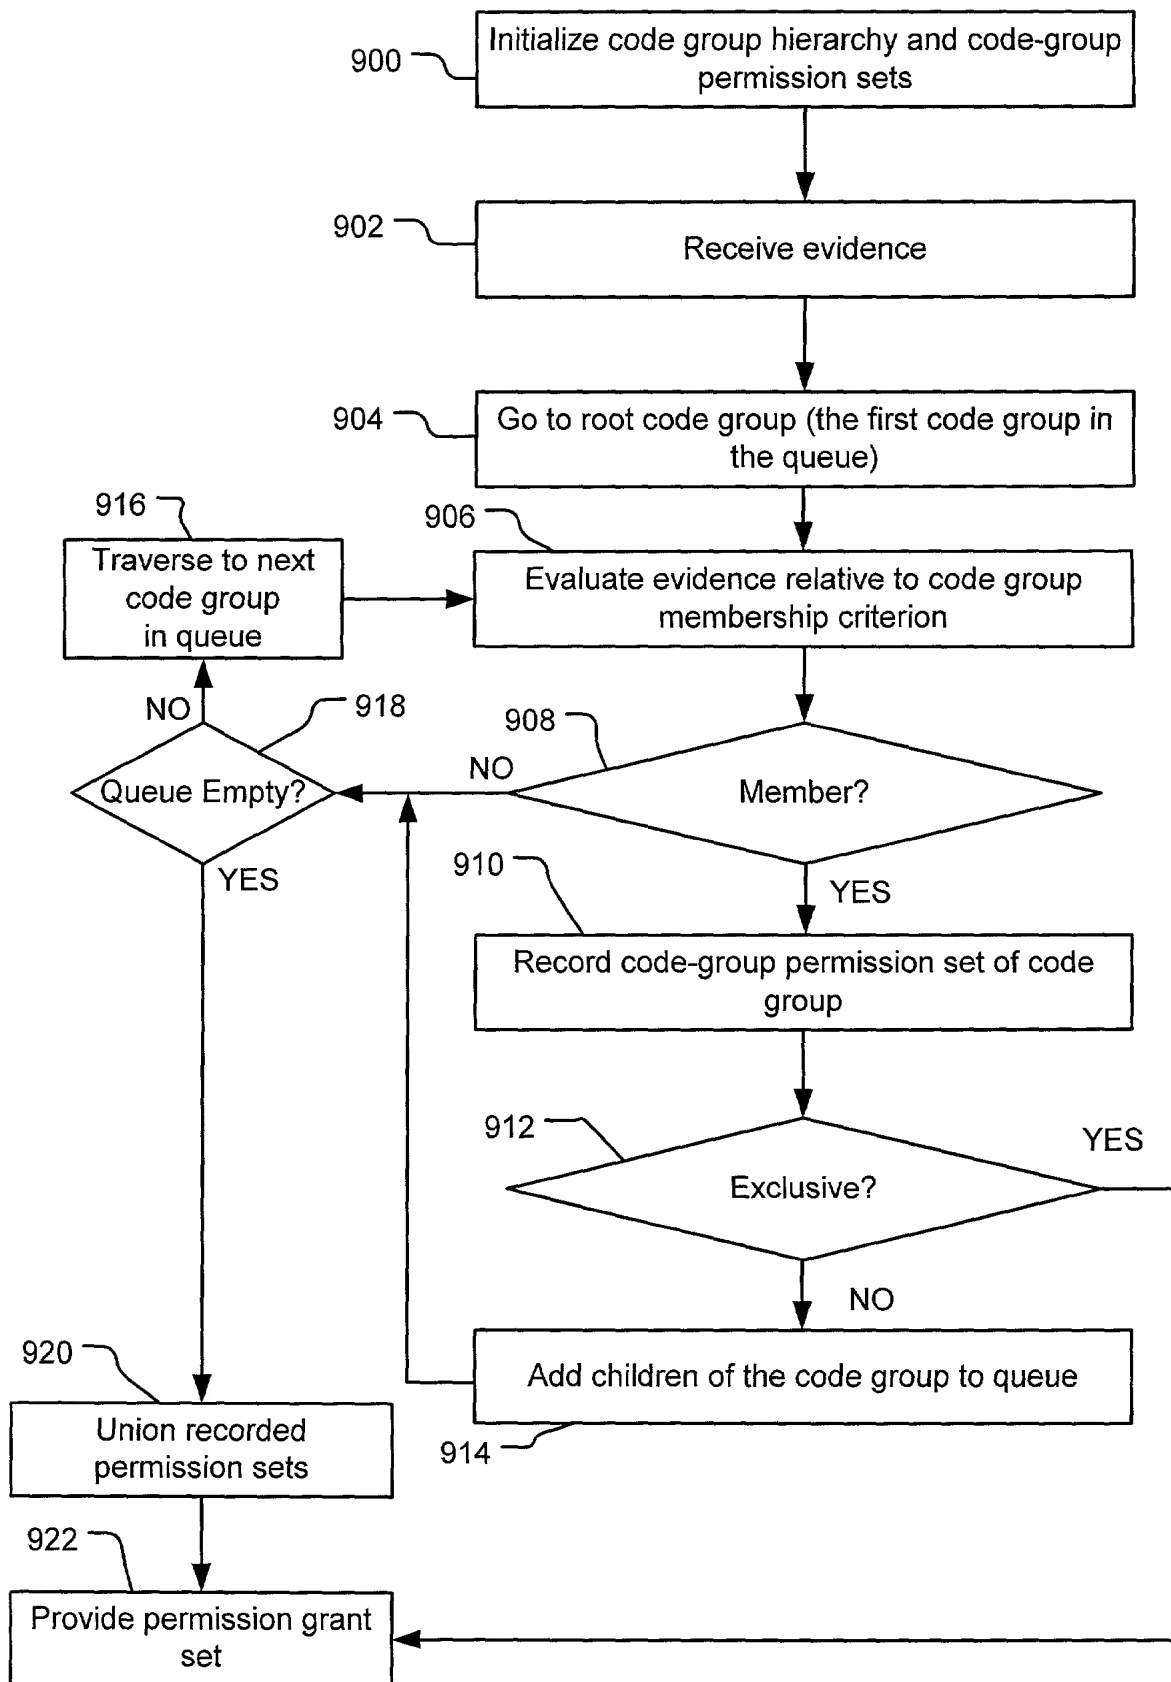 900
Initialize code group hierarchy and code-group
permission sets
902
Receive evidence
904
Go to root code group (the first code group in
the queue)
916
Traverse to next
code group
in queue
906
Evaluate evidence relative to code group
membership criterion
NO
918
Queue Empty?
YES
908
NO
Member?
YES
910
Record code-group permission set of code
group
912
Exclusive?
YES
NO
Add children of the code group to queue
914
920
Union recorded
permission sets
922
Provide permission grant
set